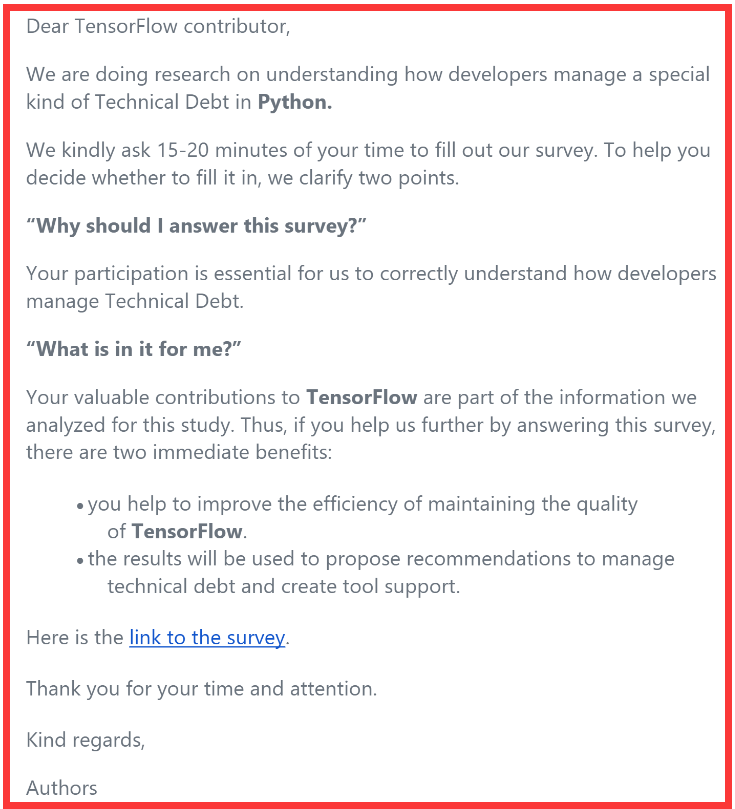 Dear TensorFlow contributor,
We are doing research on understanding how developers manage a special
kind of Technical Debt in Python.
We kindly ask 15-20 minutes of your time to fill out our survey. To help you
decide whether to fill it in, we clarify two points.
“Why should I answer this survey?”
Your participation is essential for us to correctly understand how developers
manage Technical Debt.
“What is in it for me?”
Your valuable contributions to TensorFlow are part of the information we
analyzed for this study. Thus, if you help us further by answering this survey,
there are two immediate benefits:
• you help to improve the efficiency of maintaining the quality
of TensorFlow.
• the results will be used to propose recommendations to manage
technical debt and create tool support.
Here is the link to the survey.
Thank you for your time and attention.
Kind regards,
Authors